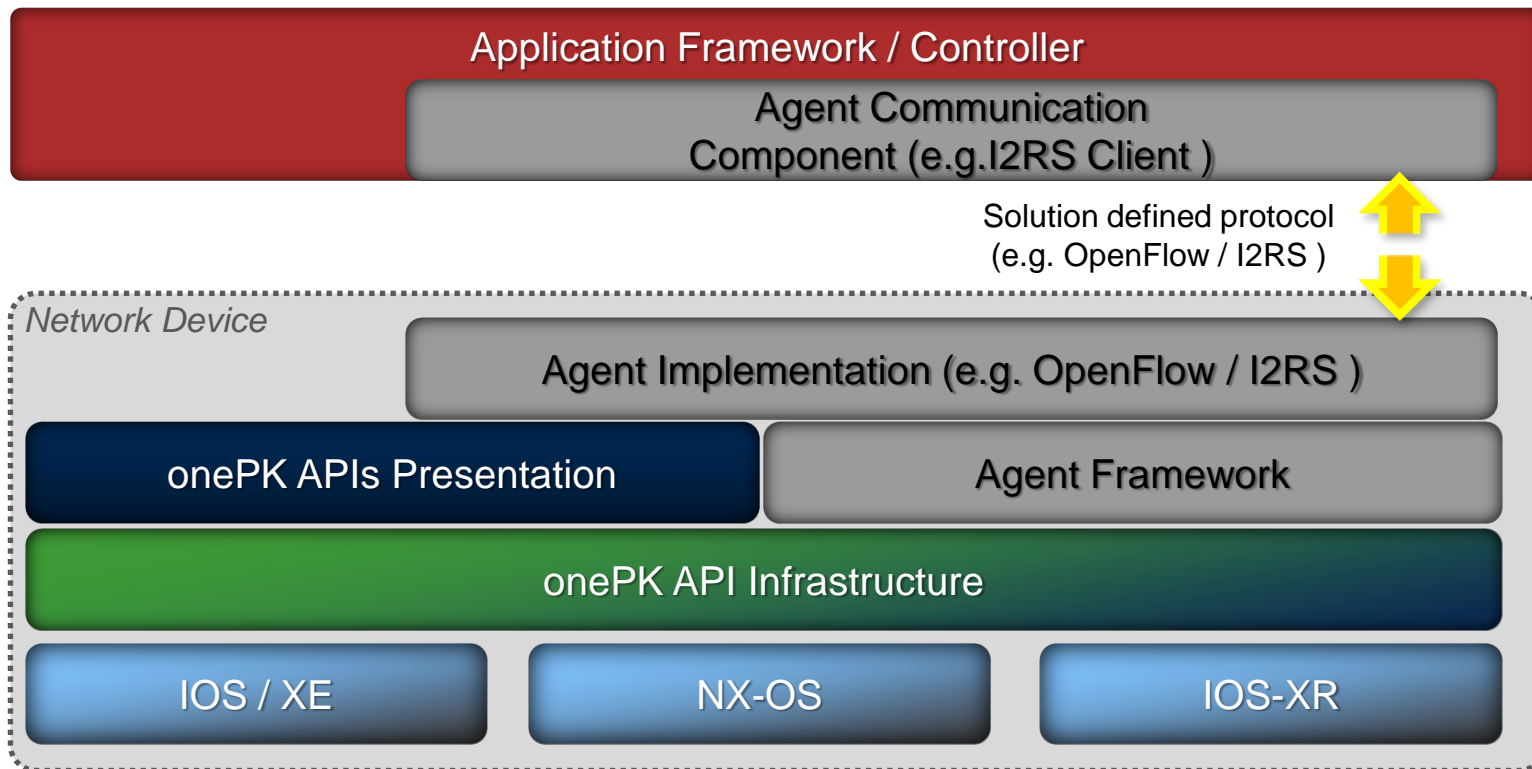 Application Framework / Controller
Agent Communication
Component (e.g.I2RS Client )
Solution defined protocol
(e.g. OpenFlow / I2RS )
Network Device
Agent Implementation (e.g. OpenFlow / I2RS )
onePK APIs Presentation
Agent Framework
onePK API Infrastructure
IOS / XE
NX-OS
IOS-XR